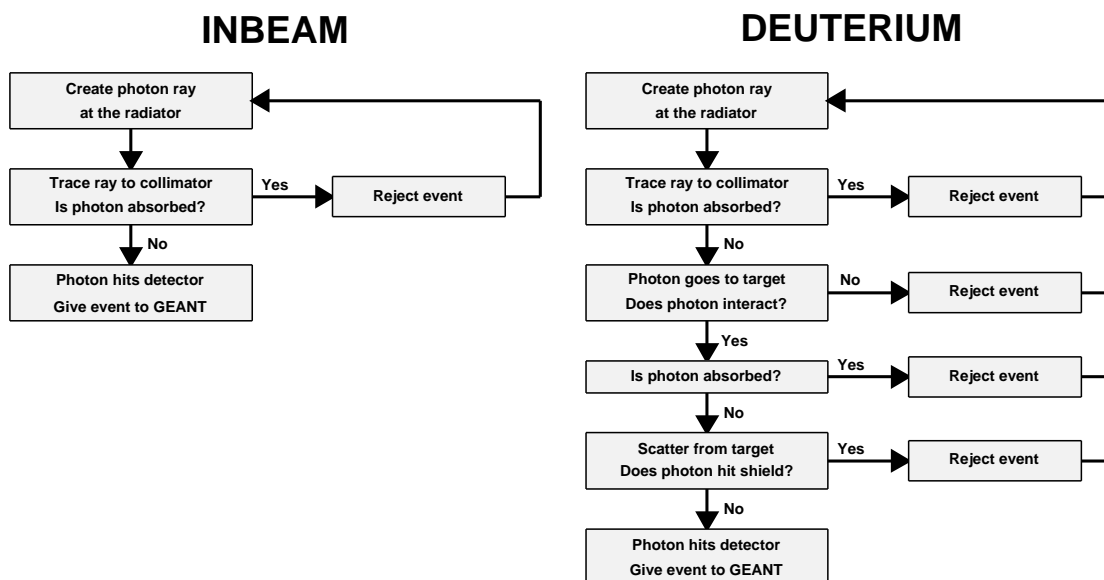 INBEAM
Create photon ray
at the radiator
Trace ray to collimator
Is photon absorbed?
Yes
Reject event
No
Photon hits detector
Give event to GEANT
DEUTERIUM
Create photon ray
at the radiator
Trace ray to collimator
Is photon absorbed?
Yes
Reject event
No
Photon goes to target
Does photon interact?
No
Reject event
Yes
Is photon absorbed?
Yes
Reject event
No
Scatter from target
Does photon hit shield?
Yes
Reject event
No
Photon hits detector
Give event to GEANT